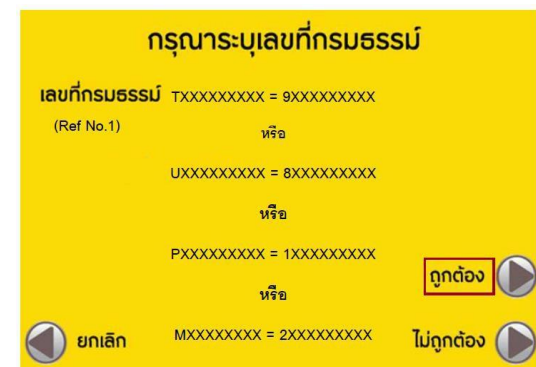 กรุณาระบุเลขที่กรมธรรม์
เลขที่กรมธรรม์ TXXXXXXXXX = 9XXXXXXXXX
(Ref No.1)
หรือ
UXXXXXXXXX = 8XXXXXXXXX
หรือ
PXXXXXXXXX = 1XXXXXXXXX
ถูกต้อง
หรือ
ยกเลิก
MXXXXXXXX = 2XXXXXXXXX
ไม่ถูกต้อง